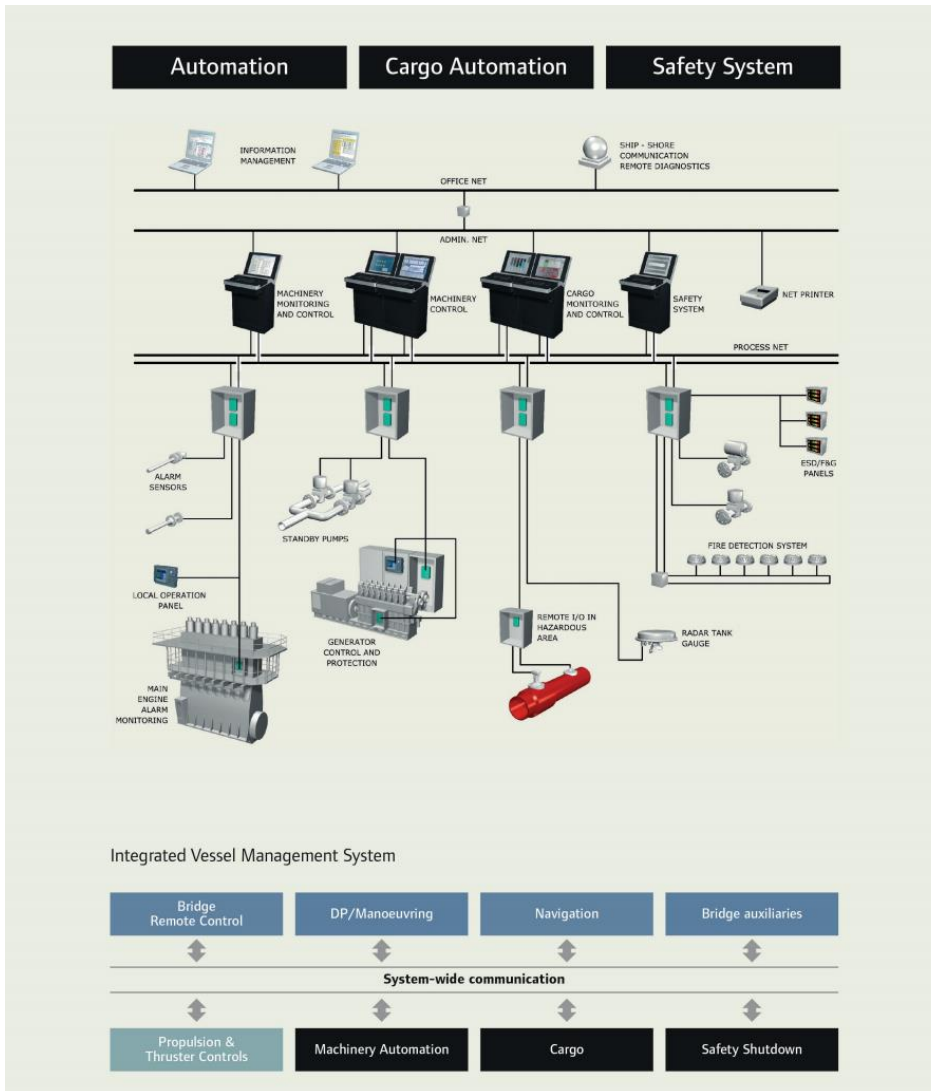 Automation
Cargo Automation
Safety System
INFORMATION
MANAGEMENT
SHIP - SHORE
COMMUNICATION
REMOTE DIAGNOSTICS
OFFICE NET
ADMIN. NET
MACHINERY
MONITORING
AND CONTROL
MACHINERY
CONTROL
CARGO
MONITORING
AND CONTROL
SAFETY
SYSTEM
NET PRINTER
PROCESS NET
ALARM
SENSORS
ESD/F&G
PANELS
STANDBY PUMPS
FIRE DETECTION SYSTEM
LOCAL OPERATION
PANEL
GENERATOR
CONTROL AND
PROTECTION
REMOTE I/O IN
HAZARDOUS
AREA
RADAR TANK
GAUGE
MAIN
ENGINE
ALARM
MONITORING
Integrated Vessel Management System
Bridge
Remote Control
DP/Manoeuvring
Navigation
Bridge auxiliaries
System-wide communication
Propulsion &
Thruster Controls
Machinery Automation
Cargo
Safety Shutdown